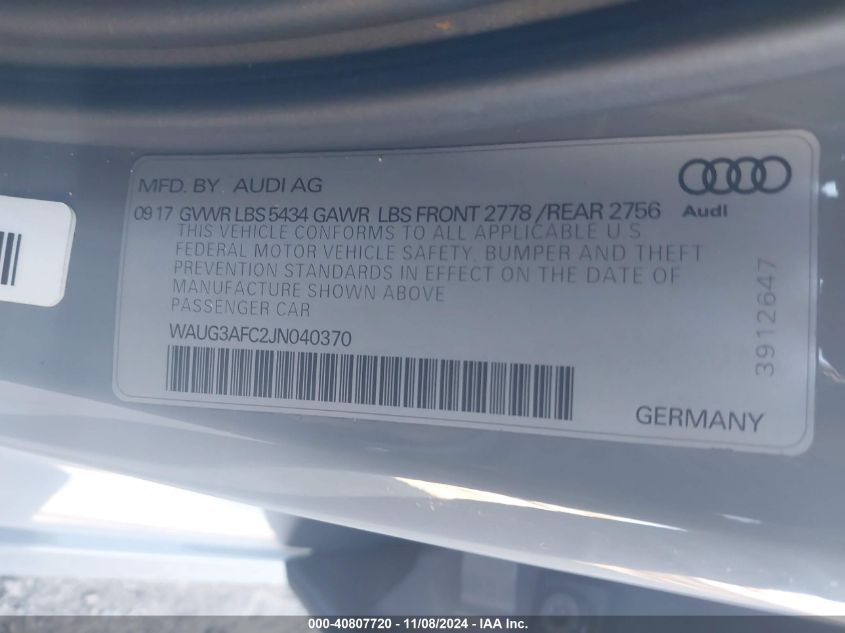 MFD. BY AUDI AG
Audi
09 17 GVWR LBS 5434 GAWR LBS FRONT 2778 / REAR 2756
THIS VEHICLE CONFORMS TO ALL APPLICABLE U S
FEDERAL MOTOR VEHICLE SAFETY, BUMPER AND THEFT
PREVENTION STANDARDS IN EFFECT ON THE DATE OF
MANUFACTURE SHOWN ABOVE
PASSENGER CAR
WAUG3AFC2JN040370
3912647
GERMANY
000-40807720 - 11/08/2024 - IAA Inc.